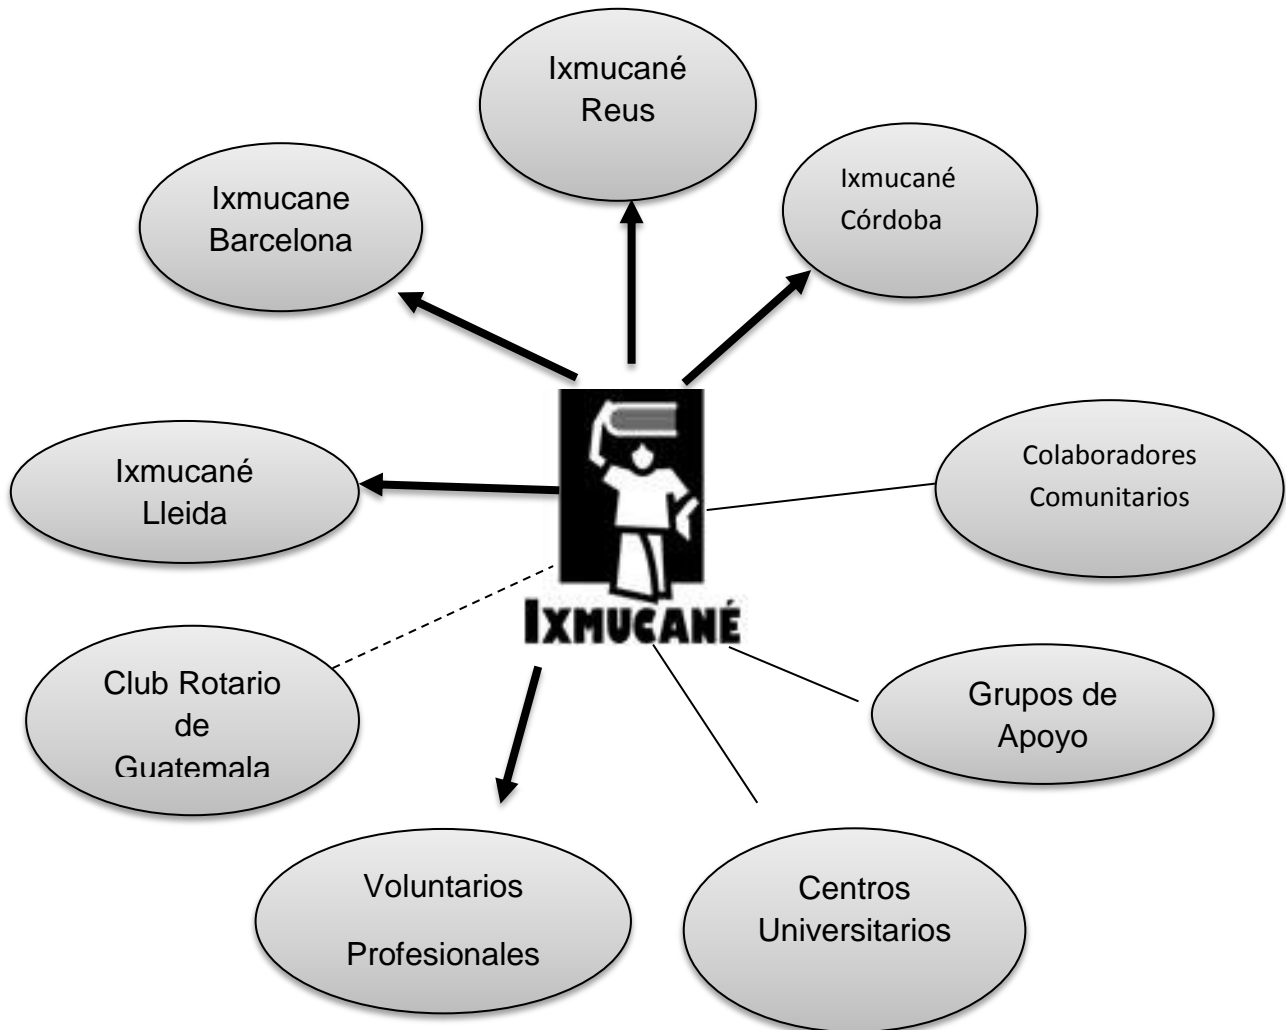 Ixmucané
Reus
Ixmucane
Barcelona
Ixmucané
Córdoba
Ixmucané
Lleida
Colaboradores
Comunitarios
IXMUCANÉ
Club Rotario
de
Guatemala
Grupos de
Apoyo
Voluntarios
Profesionales
Centros
Universitarios